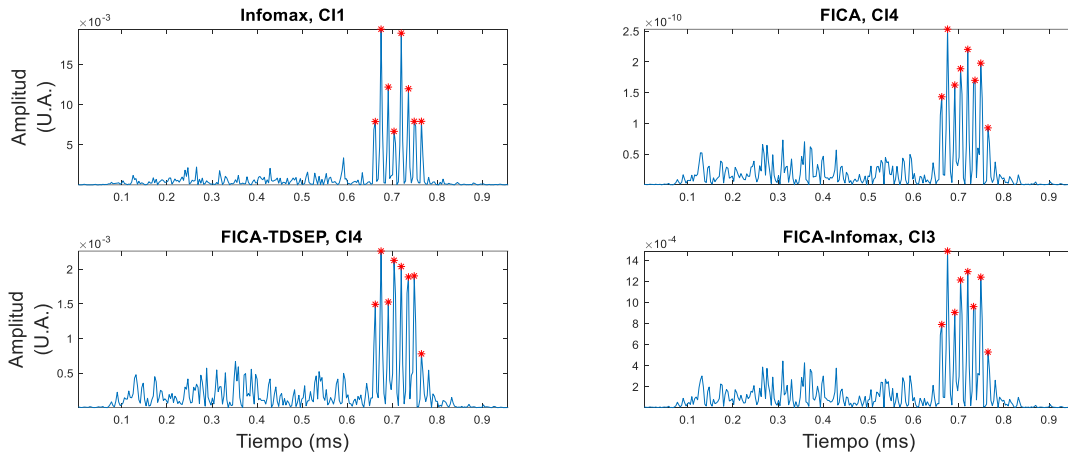 Infomax, CI1
×10⁻³
Amplitud
(U.A.)
15
10
5
0.1 0.2 0.3 0.4 0.5 0.6 0.7 0.8 0.9
FICA, CI4
×10⁻¹⁰
2.5
2
1.5
1
0.5
0.1 0.2 0.3 0.4 0.5 0.6 0.7 0.8 0.9
FICA-TDSEP, CI4
×10⁻³
Amplitud
(U.A.)
2
1.5
1
0.5
0.1 0.2 0.3 0.4 0.5 0.6 0.7 0.8 0.9
Tiempo (ms)
FICA-Infomax, CI3
×10⁻⁴
14
12
10
8
6
4
2
0.1 0.2 0.3 0.4 0.5 0.6 0.7 0.8 0.9
Tiempo (ms)